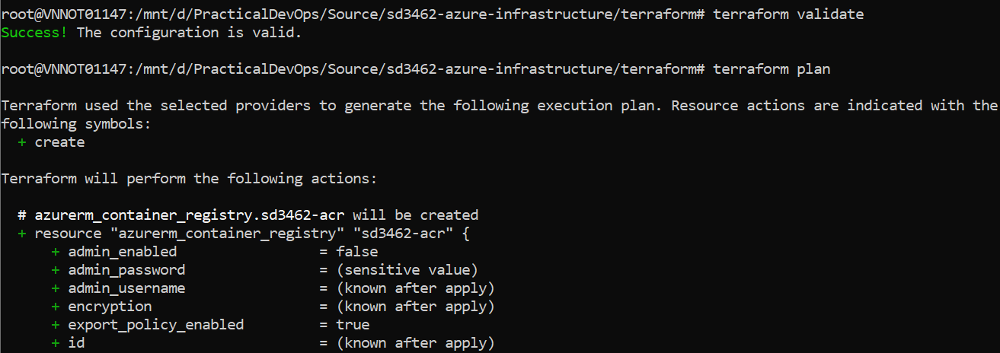 root@VNNOT01147:/mnt/d/PracticalDevOps/Source/sd3462-azure-infrastructure/terraform# terraform validate
Success! The configuration is valid.
root@VNNOT01147:/mnt/d/PracticalDevOps/Source/sd3462-azure-infrastructure/terraform# terraform plan
Terraform used the selected providers to generate the following execution plan. Resource actions are indicated with the
following symbols:
  + create
Terraform will perform the following actions:
  # azurerm_container_registry.sd3462-acr will be created
  + resource "azurerm_container_registry" "sd3462-acr" {
      + admin_enabled                 = false
      + admin_password                = (sensitive value)
      + admin_username                = (known after apply)
      + encryption                    = (known after apply)
      + export_policy_enabled         = true
      + id                            = (known after apply)